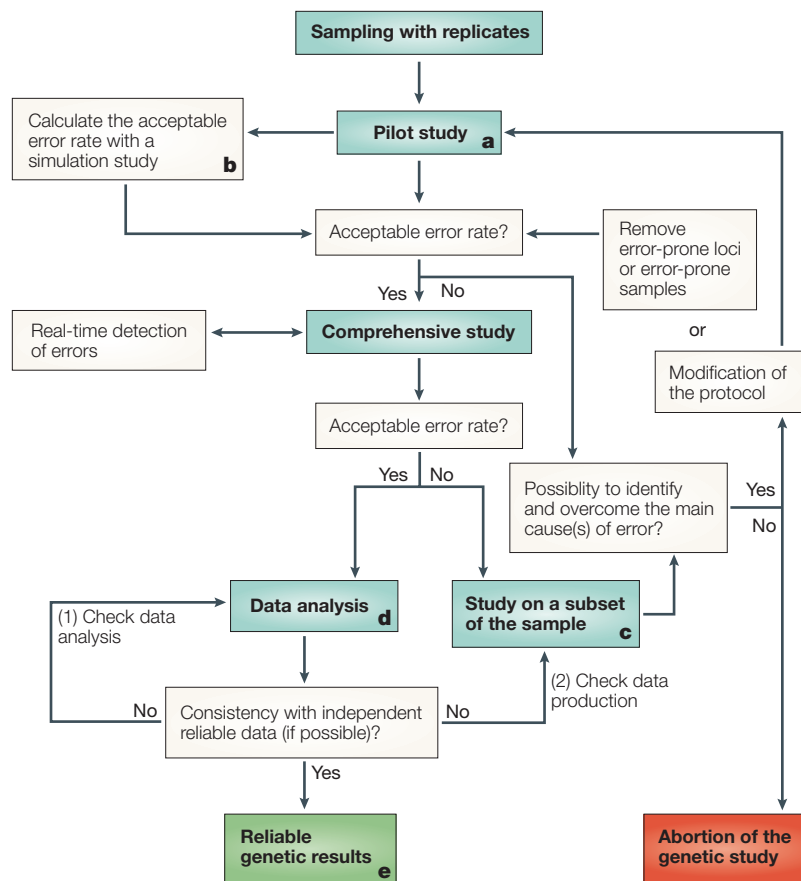 Sampling with replicates
Calculate the acceptable
error rate with a
simulation study
b
Pilot study
a
Acceptable error rate?
Remove
error-prone loci
or error-prone
samples
Yes
No
or
Real-time detection
of errors
Comprehensive study
Modification of
the protocol
Acceptable error rate?
Yes
No
Possiblity to identify
and overcome the main
cause(s) of error?
Yes
No
(1) Check data
analysis
Data analysis
d
Study on a subset
of the sample
c
(2) Check data
production
No
Consistency with independent
reliable data (if possible)?
No
Yes
Reliable
genetic results
e
Abortion of the
genetic study